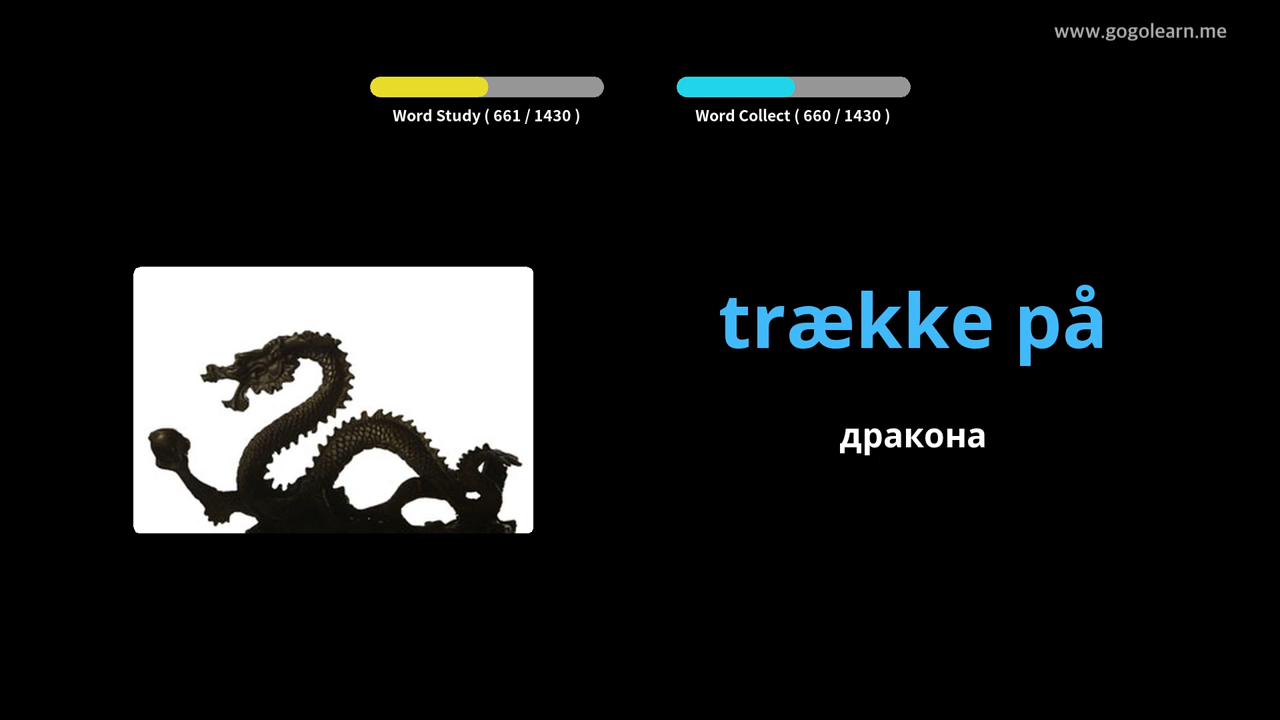 www.gogolearn.me
Word Study ( 661 / 1430 )
Word Collect ( 660 / 1430 )
trække på
дракона